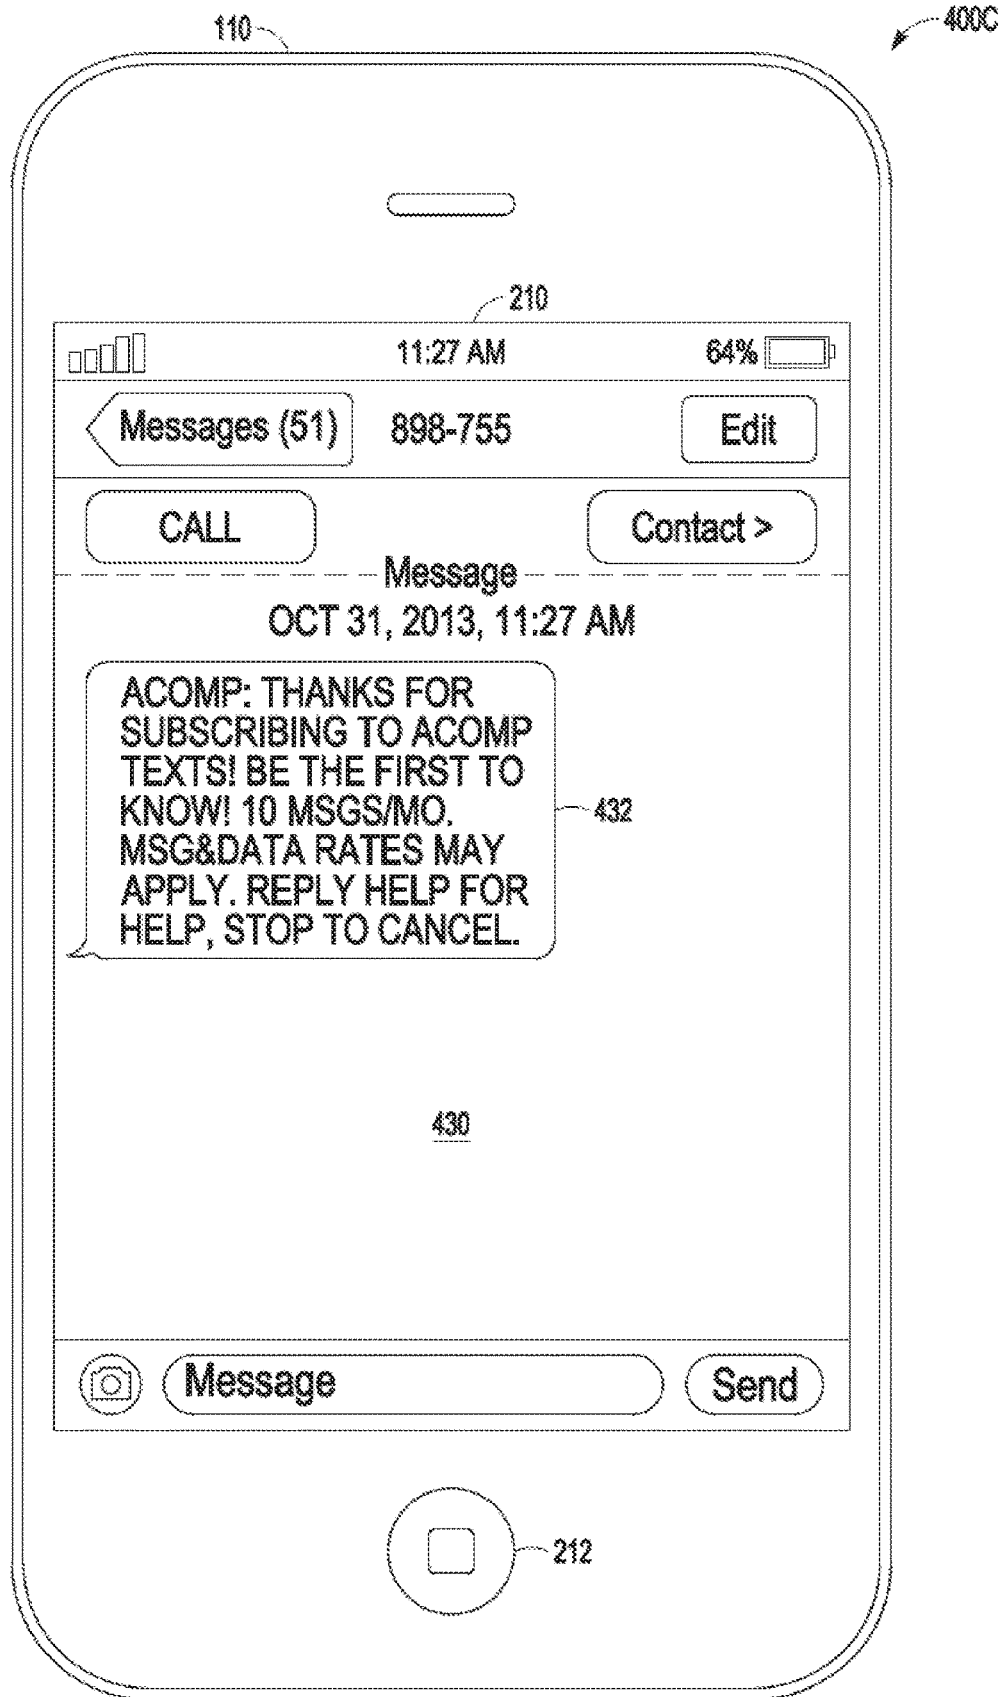 110
400C
210
11:27 AM 64%
Messages (51) 898-755 Edit
CALL Contact >
Message
OCT 31, 2013, 11:27 AM
ACOMP: THANKS FOR
SUBSCRIBING TO ACOMP
TEXTS! BE THE FIRST TO
KNOW! 10 MSGS/MO.
MSG&DATA RATES MAY
APPLY. REPLY HELP FOR
HELP, STOP TO CANCEL.
432
430
Message Send
212